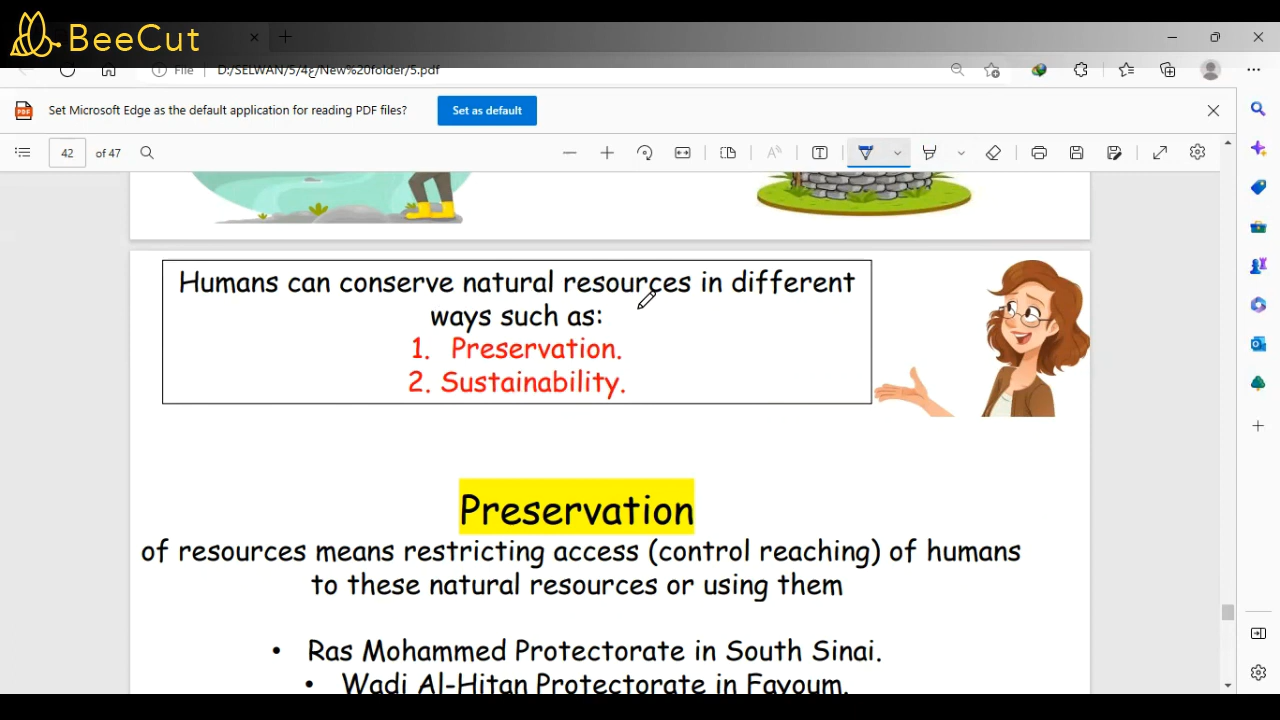 BeeCut
File D:/SELWAN/5/4ع/New%20folder/5.pdf
Set Microsoft Edge as the default application for reading PDF files? Set as default
42 of 47
Humans can conserve natural resources in different
ways such as:
1. Preservation.
2. Sustainability.
Preservation
of resources means restricting access (control reaching) of humans
to these natural resources or using them
• Ras Mohammed Protectorate in South Sinai.
• Wadi Al-Hitan Protectorate in Fayoum.